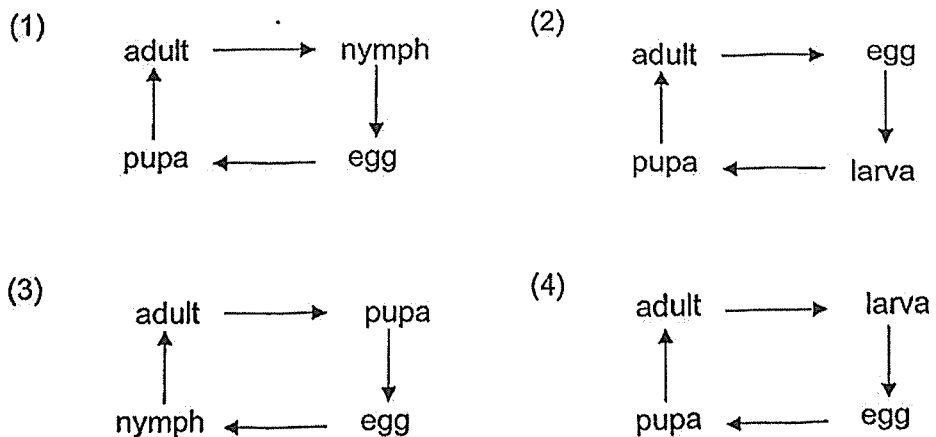 (1)
adult nymph
pupa egg
(2)
adult egg
pupa larva
(3)
adult pupa
nymph egg
(4)
adult larva
pupa egg